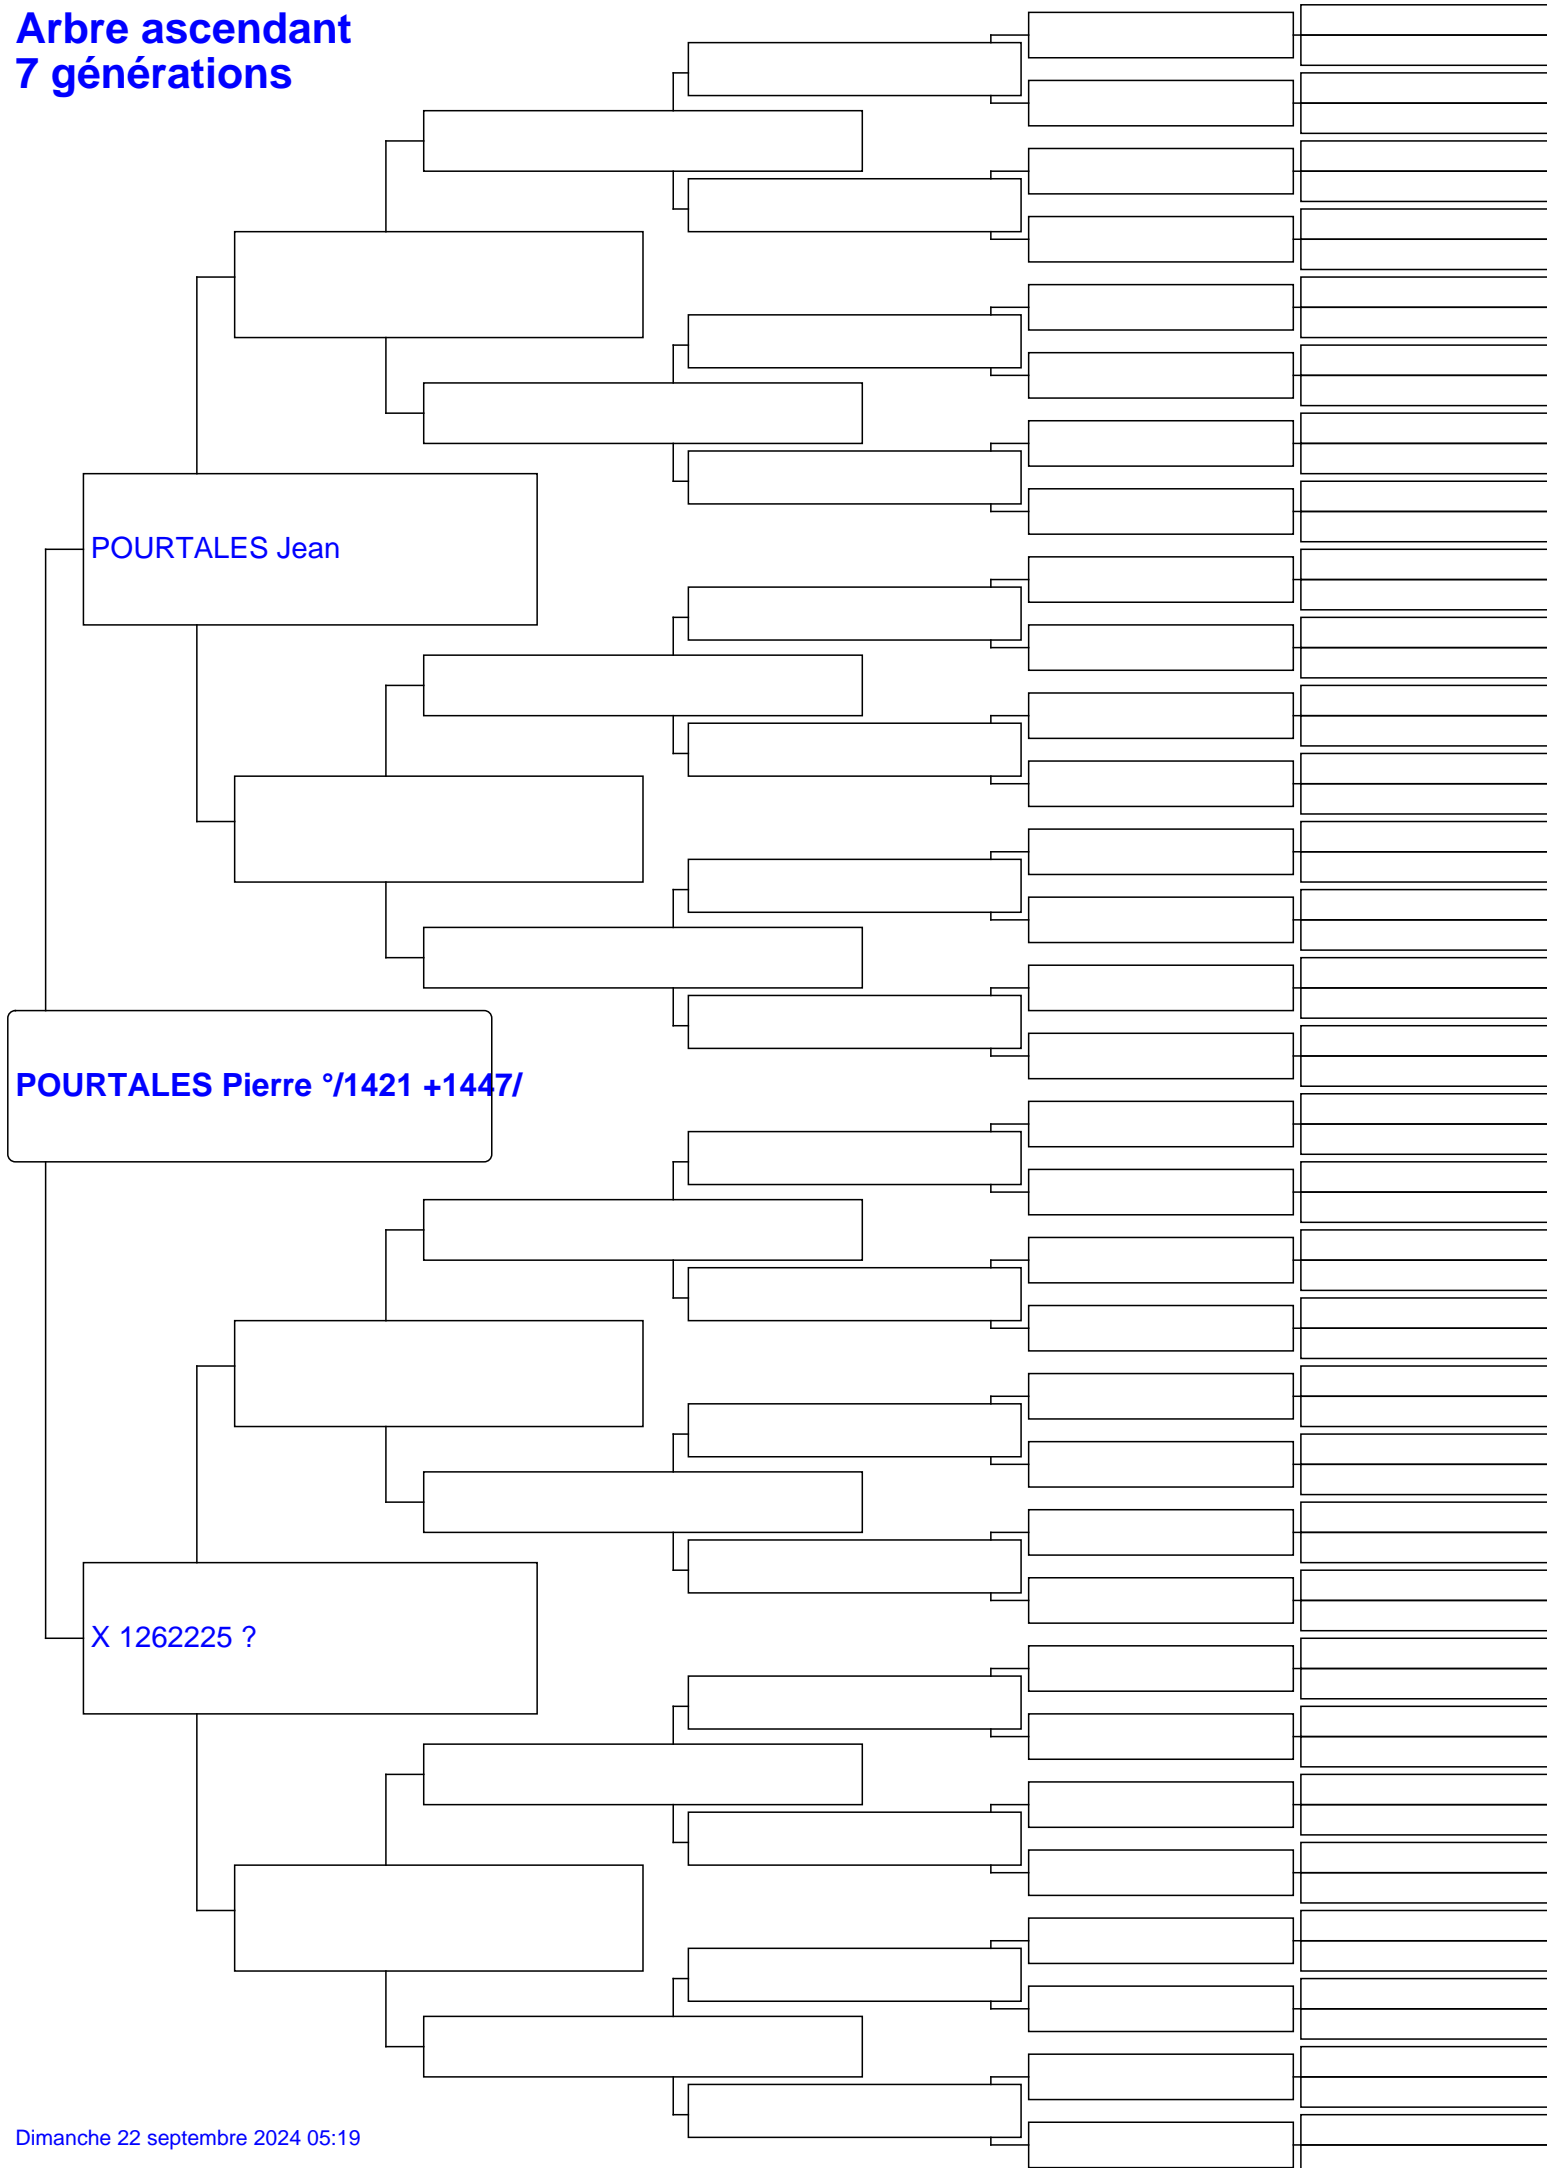 Arbre ascendant
7 générations
POURTALES Jean
POURTALES Pierre °/1421 +1447/
X 1262225 ?
Dimanche 22 septembre 2024 05:19